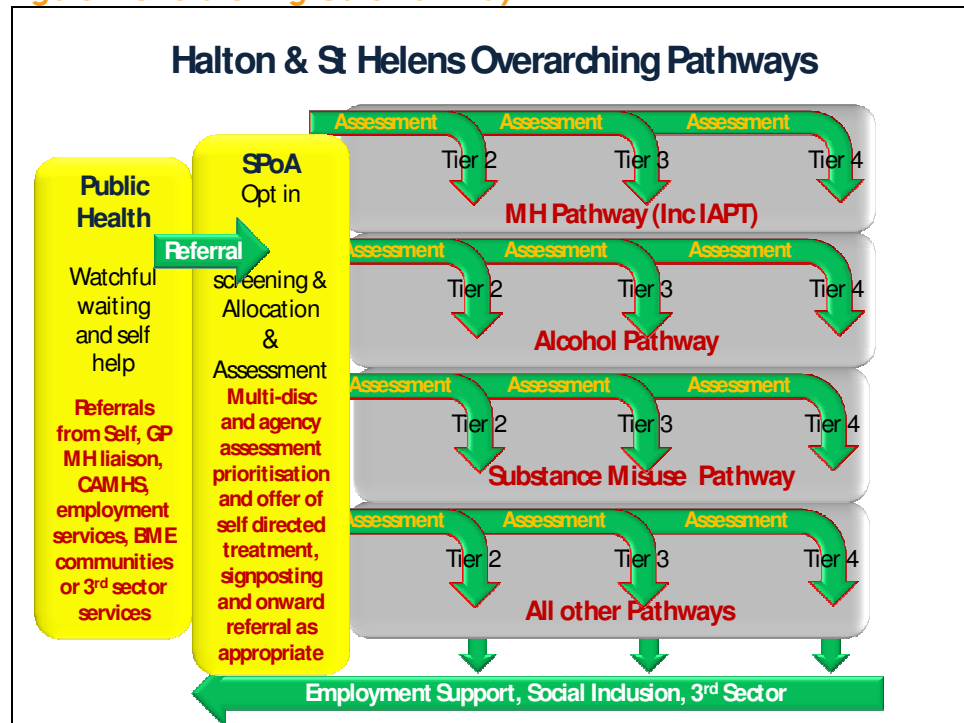 Halton & St Helens Overarching Pathways
Public
Health
Watchful
waiting
and self
help
Referrals
from Self, GP
MH liaison,
CAMHS,
employment
services, BME
communities
or 3rd sector
services
Referral
SPoA
Opt in
screening &
Allocation
&
Assessment
Multi-disc
and agency
assessment
prioritisation
and offer of
self directed
treatment,
signposting
and onward
referral as
appropriate
Assessment Assessment Assessment
Tier 2 Tier 3 Tier 4
MH Pathway (Inc IAPT)
Assessment Assessment Assessment
Tier 2 Tier 3 Tier 4
Alcohol Pathway
Assessment Assessment Assessment
Tier 2 Tier 3 Tier 4
Substance Misuse Pathway
Assessment Assessment Assessment
Tier 2 Tier 3 Tier 4
All other Pathways
Employment Support, Social Inclusion, 3rd Sector